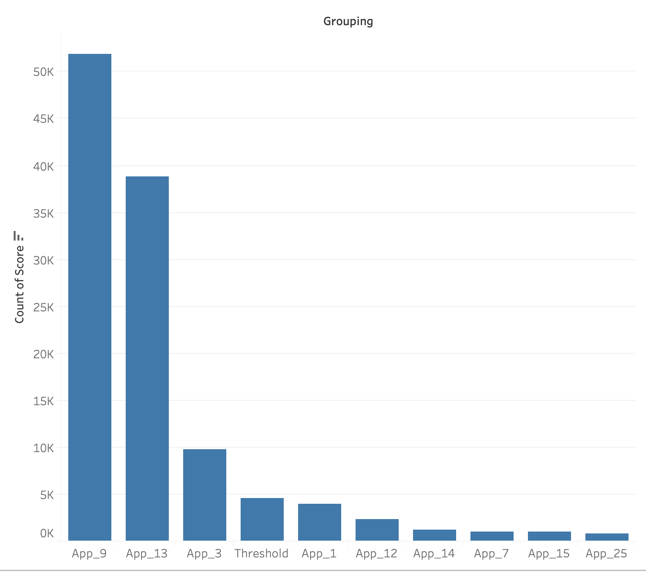 Grouping
Count of Score
50K
45K
40K
35K
30K
25K
20K
15K
10K
5K
0K
App_9 App_13 App_3 Threshold App_1 App_12 App_14 App_7 App_15 App_25